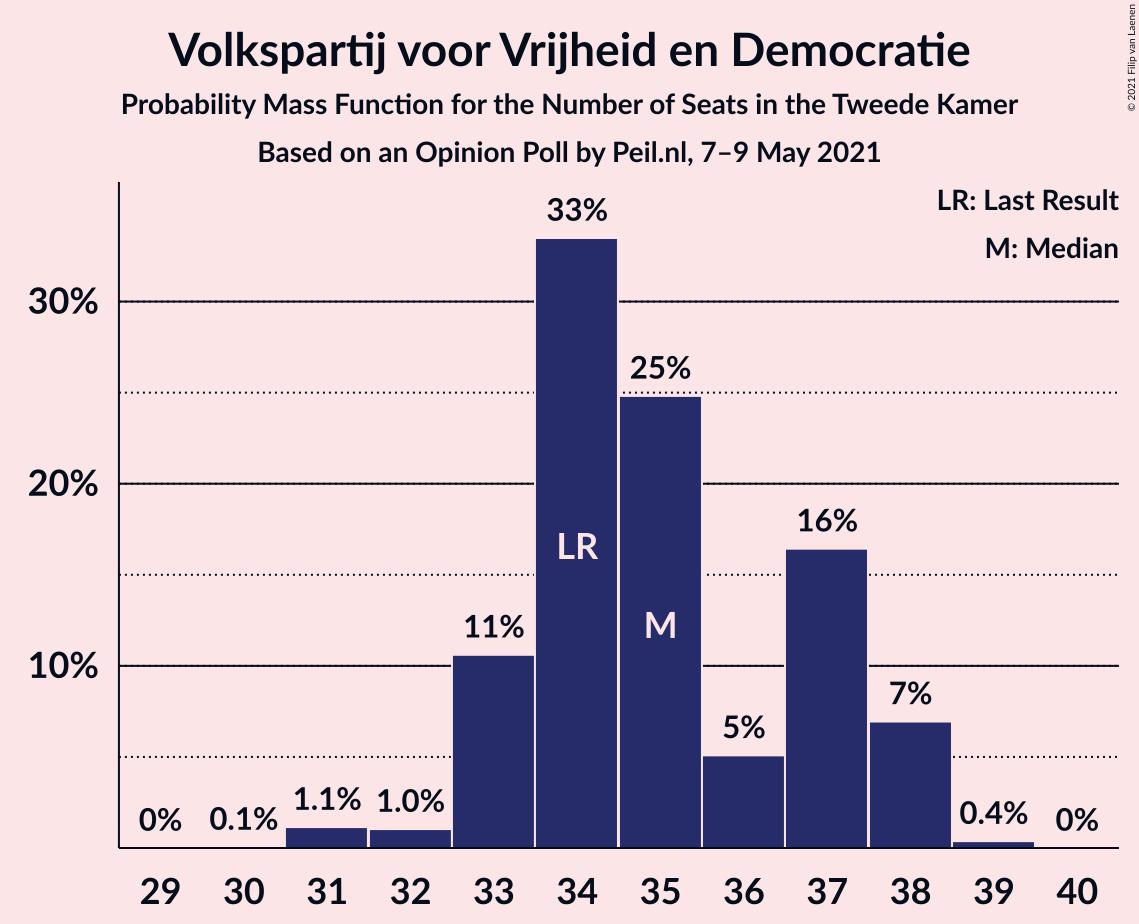 Volkspartij voor Vrijheid en Democratie
Probability Mass Function for the Number of Seats in the Tweede Kamer
Based on an Opinion Poll by Peil.nl, 7–9 May 2021
© 2021 Filip van Laenen
LR: Last Result
M: Median
33%
30%
25%
20%
16%
LR
M
11%
10%
7%
5%
0%
0.1%
1.1%
1.0%
0.4%
0%
29 30 31 32 33 34 35 36 37 38 39 40